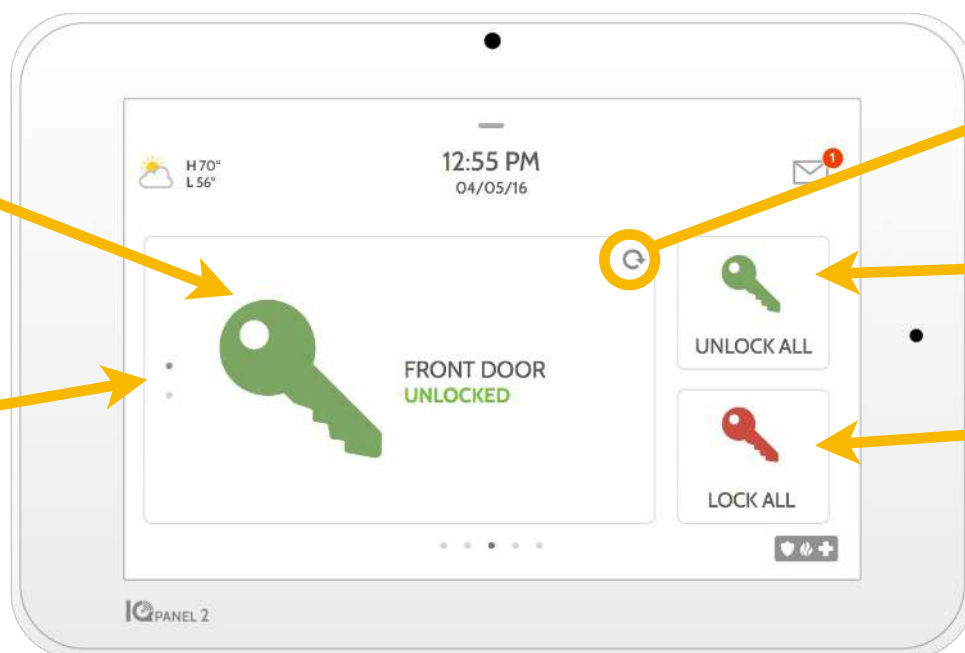 H 70°
L 56°
12:55 PM
04/05/16
1
FRONT DOOR
UNLOCKED
UNLOCK ALL
LOCK ALL
IQ PANEL 2